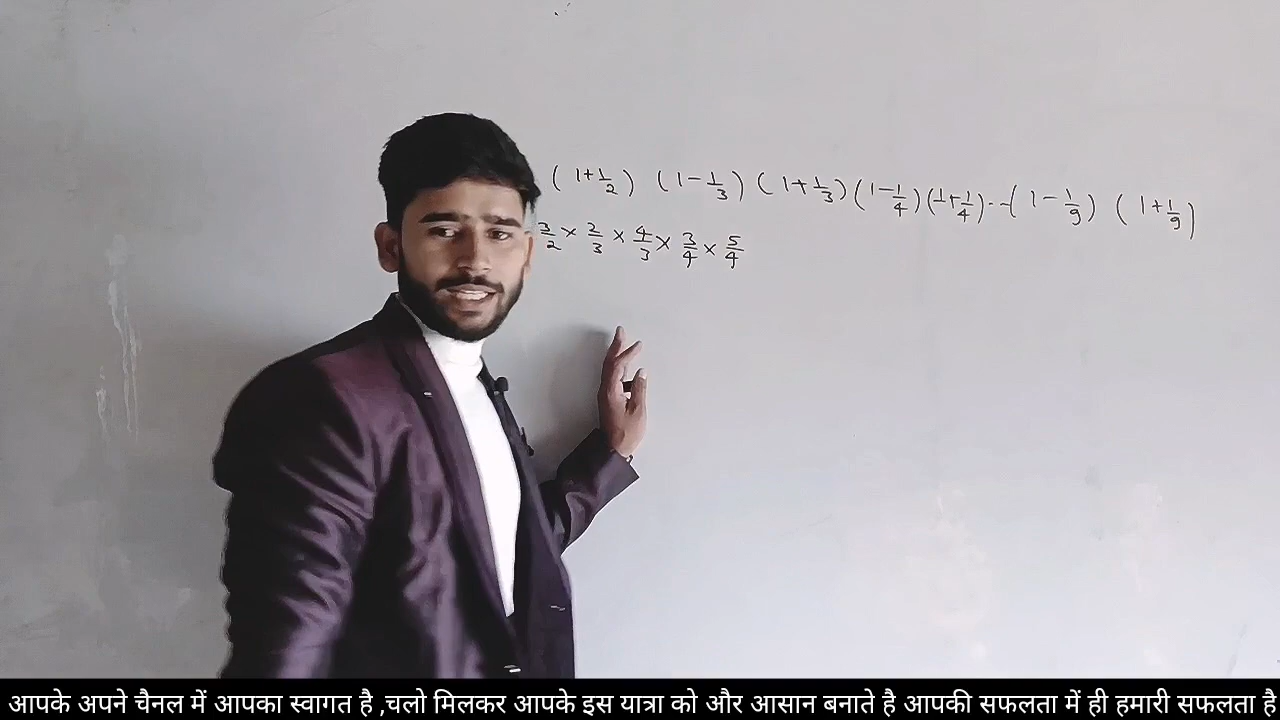 (1+1/2) (1-1/3) (1+1/3) (1-1/4) (1+1/4) --- (1-1/9) (1+1/9)
3/2 × 2/3 × 4/3 × 3/4 × 5/4
आपके अपने चैनल में आपका स्वागत है ,चलो मिलकर आपके इस यात्रा को और आसान बनाते है आपकी सफलता में ही हमारी सफलता है